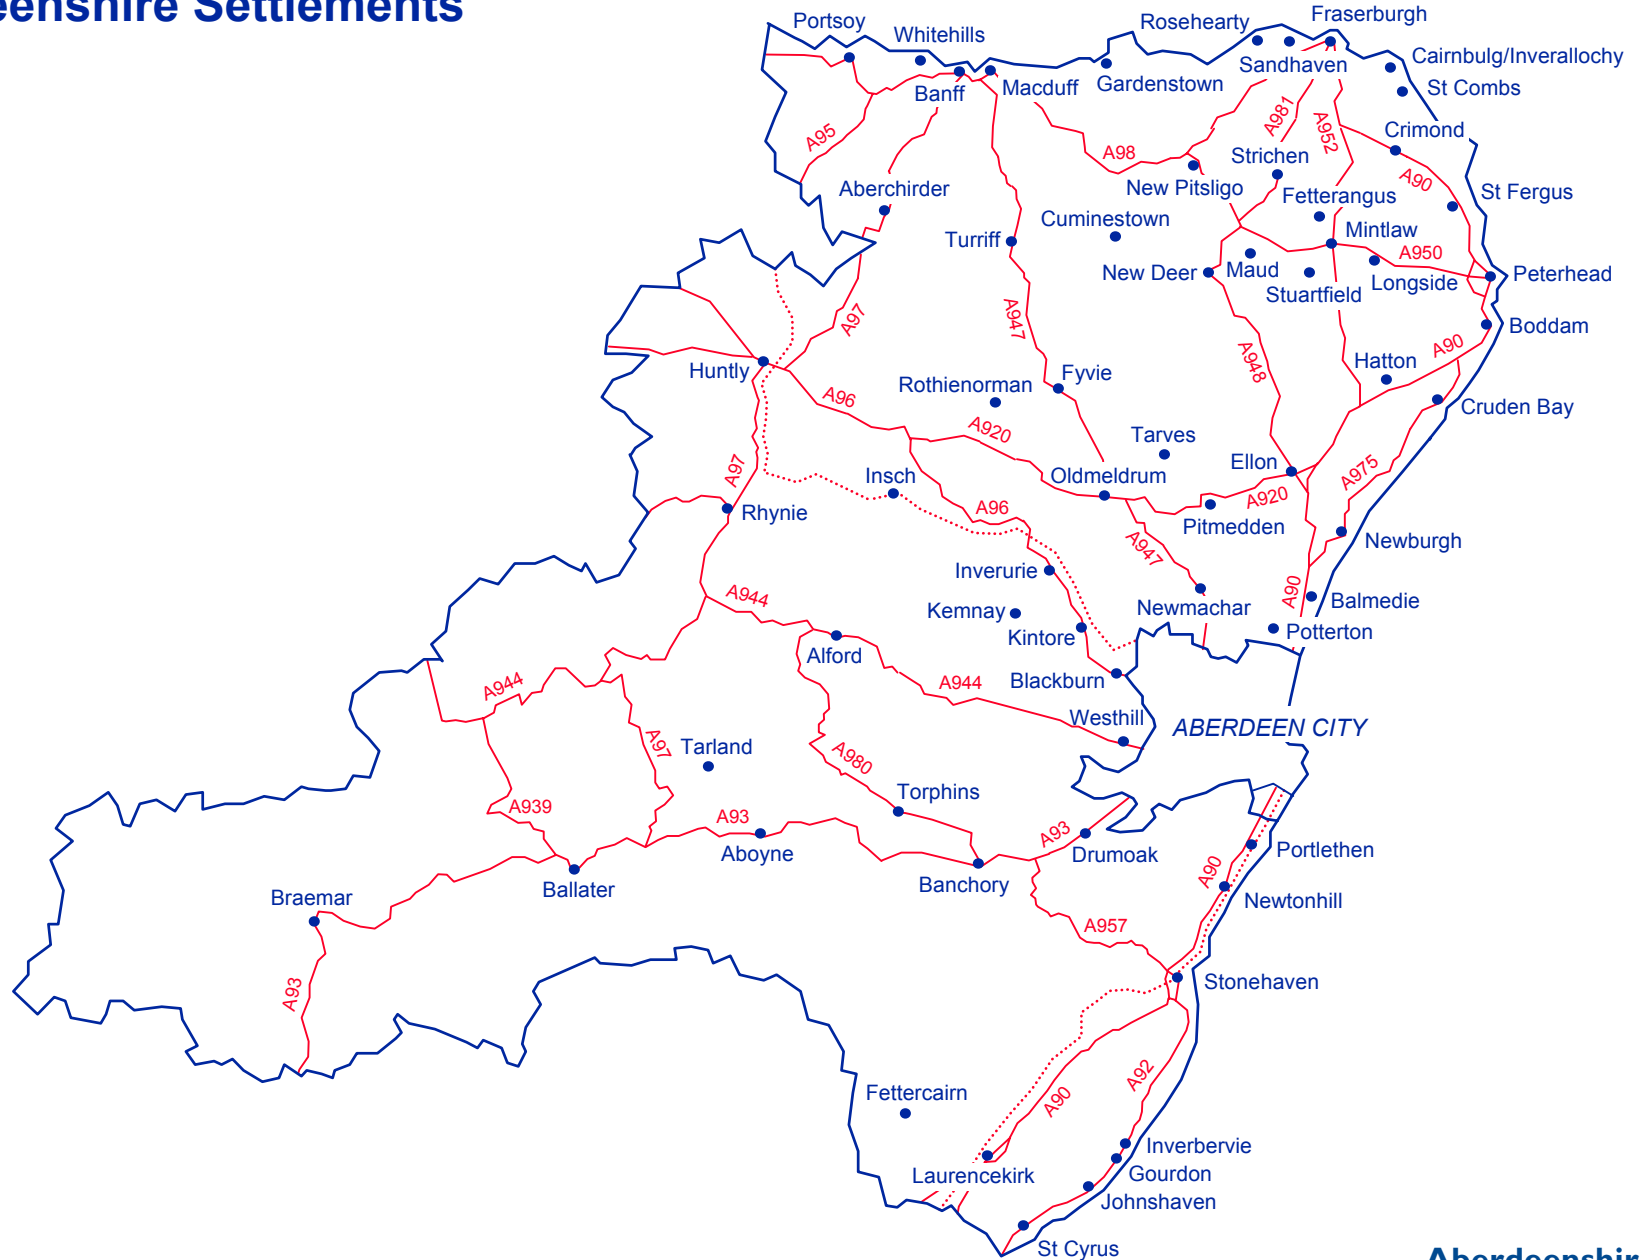 eenshire Settlements
Portsoy
Whitehills
Rosehearty
Fraserburgh
Cairnbulg/Inverallochy
Sandhaven
Banff
Macduff
Gardenstown
St Combs
A95
A981
A952
Crimond
A98
Strichen
Aberchirder
New Pitsligo
A90
St Fergus
Fetterangus
Cuminestown
Turriff
Mintlaw
A950
New Deer
Maud
Stuartfield
Longside
Peterhead
A97
A947
Boddam
A948
A90
Huntly
Hatton
Rothienorman
Fyvie
A96
Cruden Bay
A920
Tarves
A97
Insch
Oldmeldrum
Ellon
A975
A920
Rhynie
A96
Pitmedden
A947
Newburgh
Inverurie
A944
Kemnay
Newmachar
A90
Balmedie
Kintore
Potterton
Alford
A944
A944
Blackburn
Westhill
ABERDEEN CITY
A97
Tarland
A980
Torphins
A939
A93
A93
Aboyne
Drumoak
Portlethen
Ballater
Banchory
A90
Braemar
Newtonhill
A957
A93
Stonehaven
A92
Fettercairn
A90
Inverbervie
Laurencekirk
Gourdon
Johnshaven
St Cyrus
Aberdeenshir